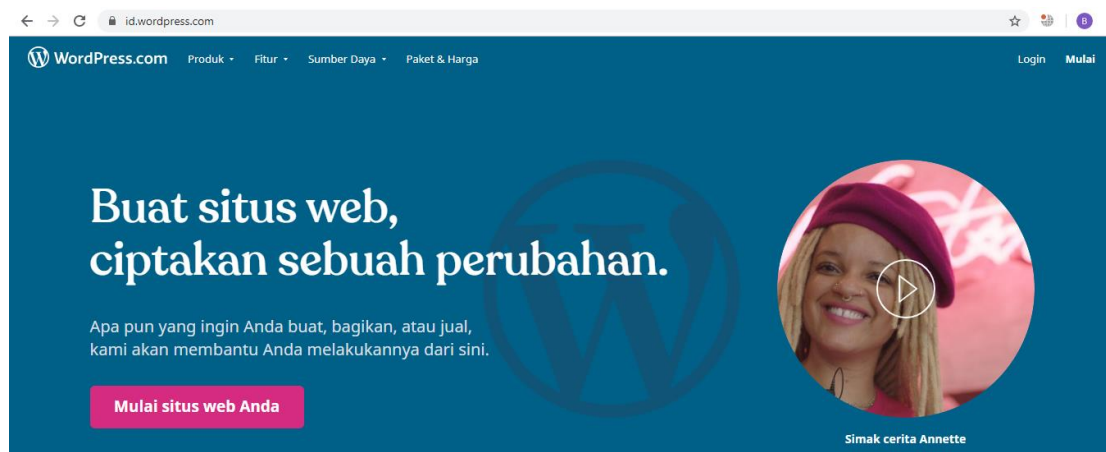 id.wordpress.com
B
WordPress.com Produk Fitur Sumber Daya Paket & Harga Login Mulai
Buat situs web,
ciptakan sebuah perubahan.
Apa pun yang ingin Anda buat, bagikan, atau jual,
kami akan membantu Anda melakukannya dari sini.
Mulai situs web Anda
Simak cerita Annette